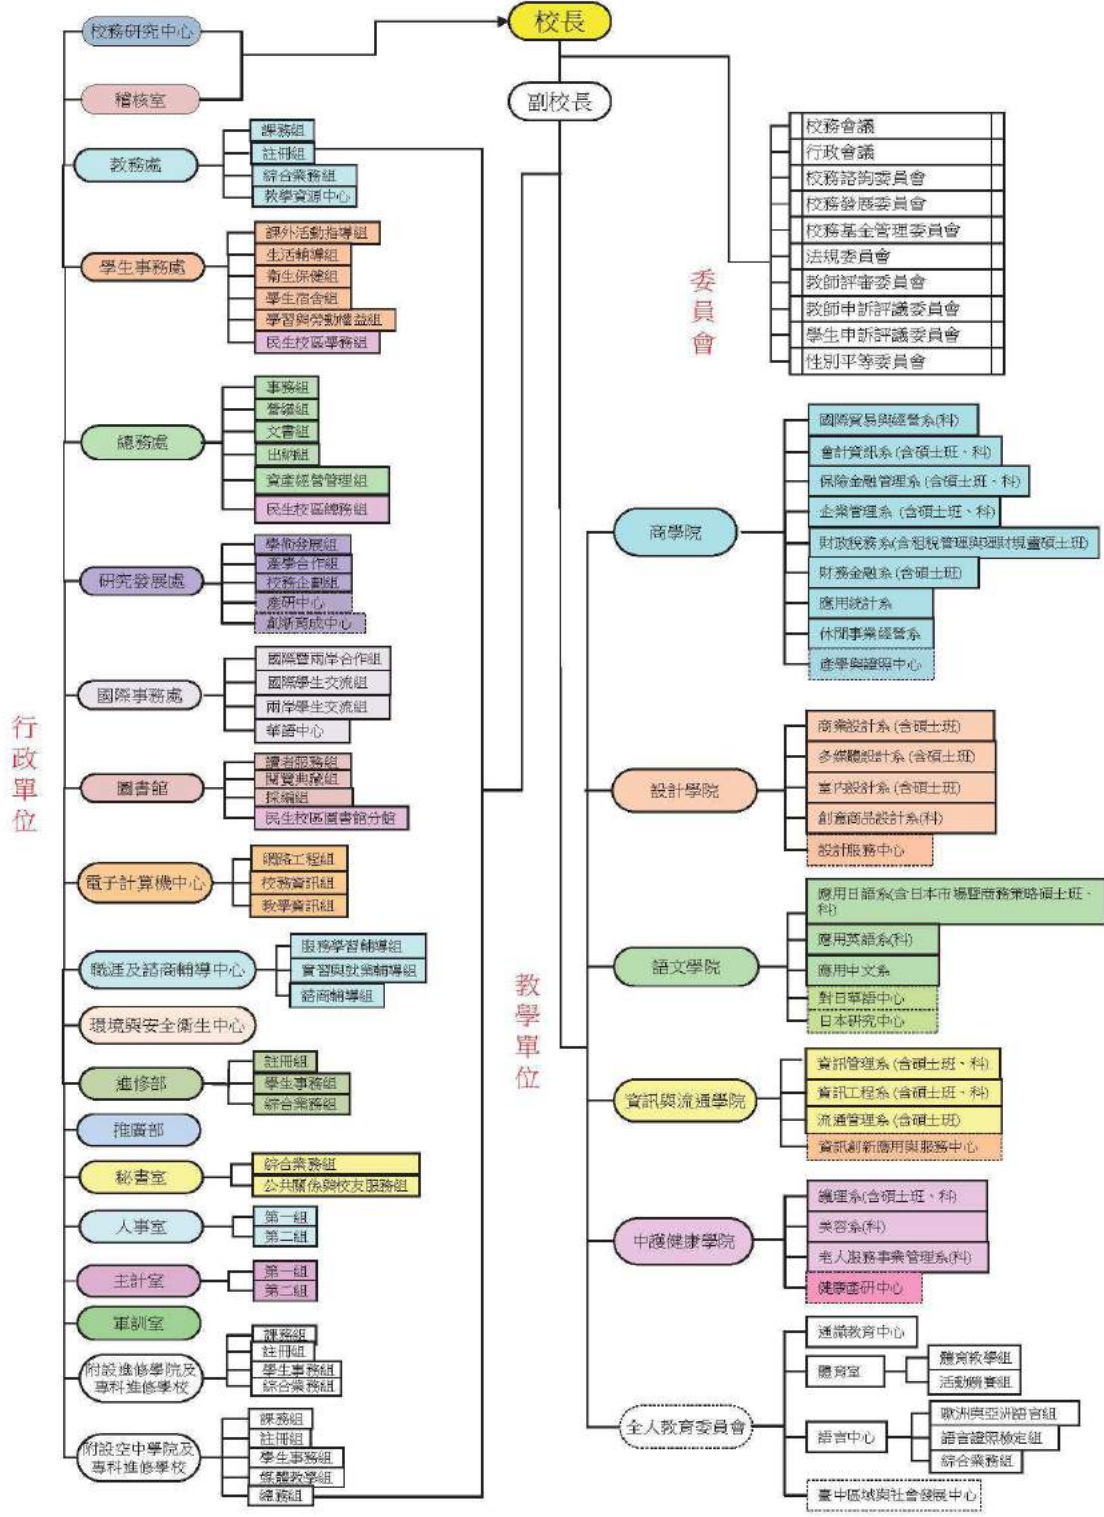 校長
副校長
校務研究中心
稽核室
教務處
課務組
註冊組
綜合業務組
教學資源中心
學生事務處
課外活動指導組
生活輔導組
衛生保健組
學生宿舍組
學習與勞動權益組
民生校區學務組
總務處
事務組
營繕組
文書組
出納組
資產經營管理組
民生校區總務組
研究發展處
學術發展組
產學合作組
校務企劃組
產研中心
創新育成中心
國際事務處
國際暨兩岸合作組
國際學生交流組
兩岸學生交流組
華語中心
圖書館
讀者服務組
閱覽典藏組
採編組
民生校區圖書館分館
電子計算機中心
網路工程組
校務資訊組
教學資訊組
職涯及諮商輔導中心
服務學習輔導組
實習與就業輔導組
諮商輔導組
環境與安全衛生中心
進修部
註冊組
學生事務組
綜合業務組
推廣部
秘書室
綜合業務組
公共關係與校友服務組
人事室
第一組
第二組
主計室
第一組
第二組
軍訓室
附設進修學院及
專科進修學校
課務組
註冊組
學生事務組
綜合業務組
附設空中學院及
專科進修學校
課務組
註冊組
學生事務組
媒體教學組
總務組
行政單位
委員會
校務會議
行政會議
校務諮詢委員會
校務發展委員會
校務基金管理委員會
法規委員會
教師評審委員會
教師申訴評議委員會
學生申訴評議委員會
性別平等委員會
教學單位
商學院
國際貿易與經營系(科)
會計資訊系(含碩士班、科)
保險金融管理系(含碩士班、科)
企業管理系(含碩士班、科)
財政稅務系(含租稅管理與理財規畫碩士班)
財務金融系(含碩士班)
應用統計系
休閒事業經營系
產學與證照中心
設計學院
商業設計系(含碩士班)
多媒體設計系(含碩士班)
室內設計系(含碩士班)
創意商品設計系(科)
設計服務中心
語文學院
應用日語系(含日本市場暨商務策略碩士班、
科)
應用英語系(科)
應用中文系
對日華語中心
日本研究中心
資訊與流通學院
資訊管理系(含碩士班、科)
資訊工程系(含碩士班、科)
流通管理系(含碩士班)
資訊創新應用與服務中心
中護健康學院
護理系(含碩士班、科)
美容系(科)
老人服務事業管理系(科)
健康產研中心
全人教育委員會
通識教育中心
體育室
體育教學組
活動競賽組
語言中心
歐洲與亞洲語言組
語言證照檢定組
綜合業務組
臺中區域與社會發展中心